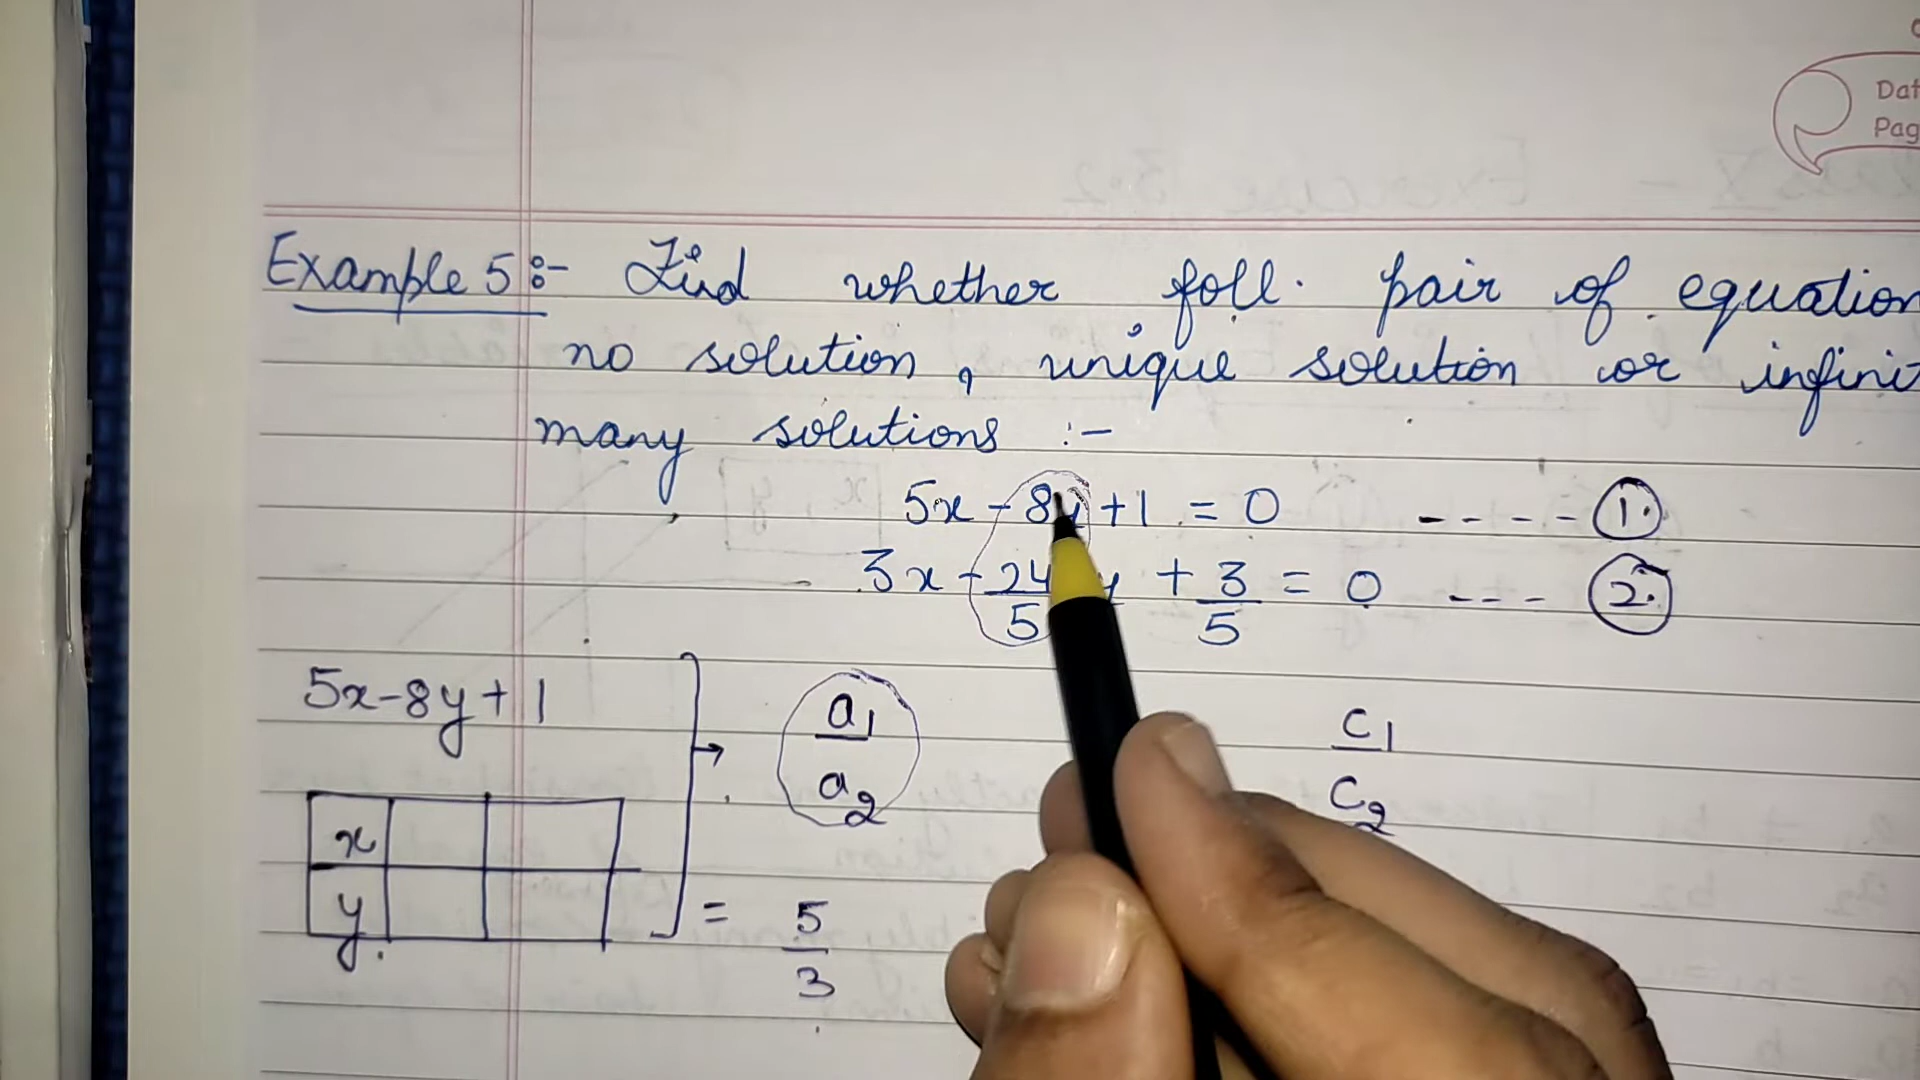 Dat
Pag
Example 5 :- Find whether foll. pair of equation
no solution, unique solution or infinit
many solutions :-
5x - 8y + 1 = 0 ---- 1.
3x - 24/5 y + 3/5 = 0 --- 2.
5x - 8y + 1
a1/a2 c1/c2
x
y
= 5/3